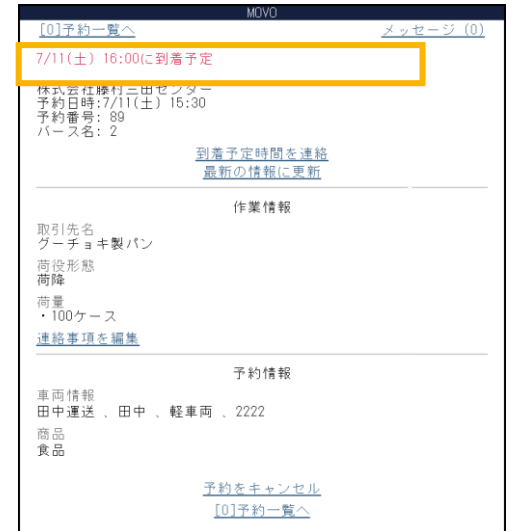 MOVO
[0]予約一覧へ メッセージ (0)
7/11(土) 16:00に到着予定
株式会社藤村三田センター
予約日時:7/11(土) 15:30
予約番号: 89
バース名: 2
到着予定時間を連絡
最新の情報に更新
作業情報
取引先名
グーチョキ製パン
荷役形態
荷降
荷量
・100ケース
連絡事項を編集
予約情報
車両情報
田中運送 、田中 、軽車両 、2222
商品
食品
予約をキャンセル
[0]予約一覧へ